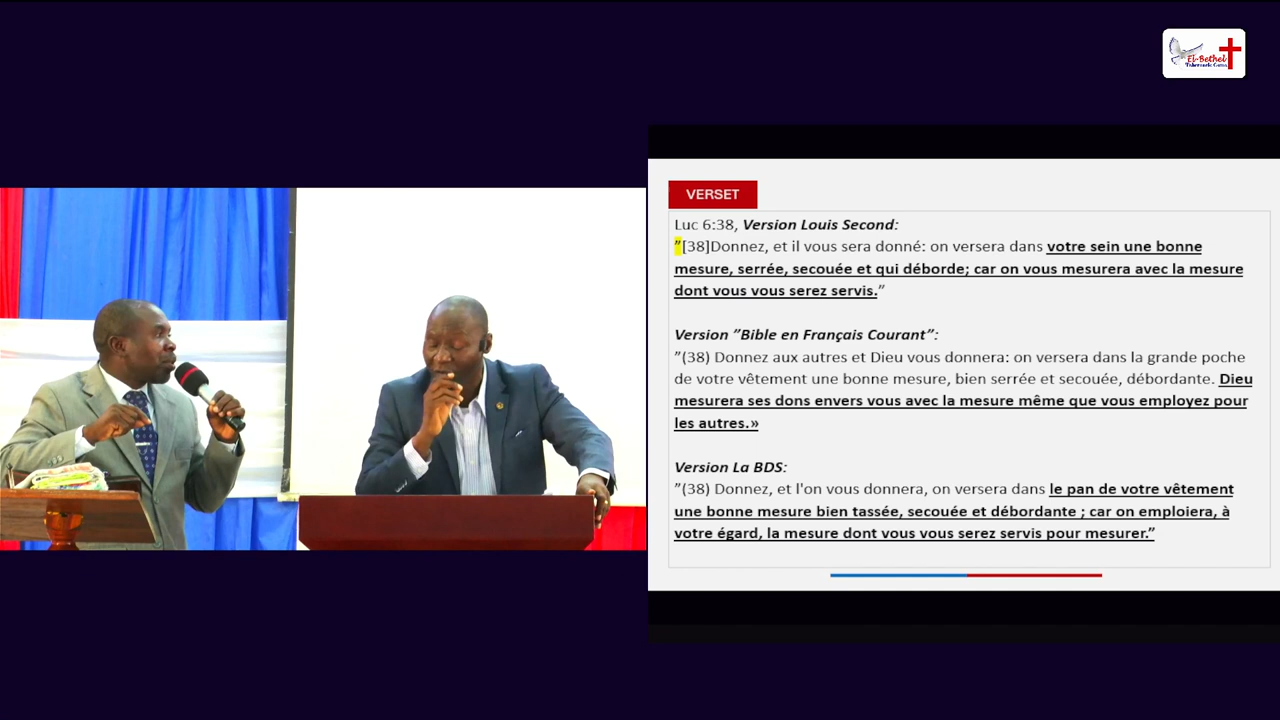 El-Bethel
VERSET
Luc 6:38, Version Louis Second:
”[38]Donnez, et il vous sera donné: on versera dans votre sein une bonne
mesure, serrée, secouée et qui déborde; car on vous mesurera avec la mesure
dont vous vous serez servis.”
Version ”Bible en Français Courant”:
”(38) Donnez aux autres et Dieu vous donnera: on versera dans la grande poche
de votre vêtement une bonne mesure, bien serrée et secouée, débordante. Dieu
mesurera ses dons envers vous avec la mesure même que vous employez pour
les autres.»
Version La BDS:
”(38) Donnez, et l'on vous donnera, on versera dans le pan de votre vêtement
une bonne mesure bien tassée, secouée et débordante ; car on emploiera, à
votre égard, la mesure dont vous vous serez servis pour mesurer.”